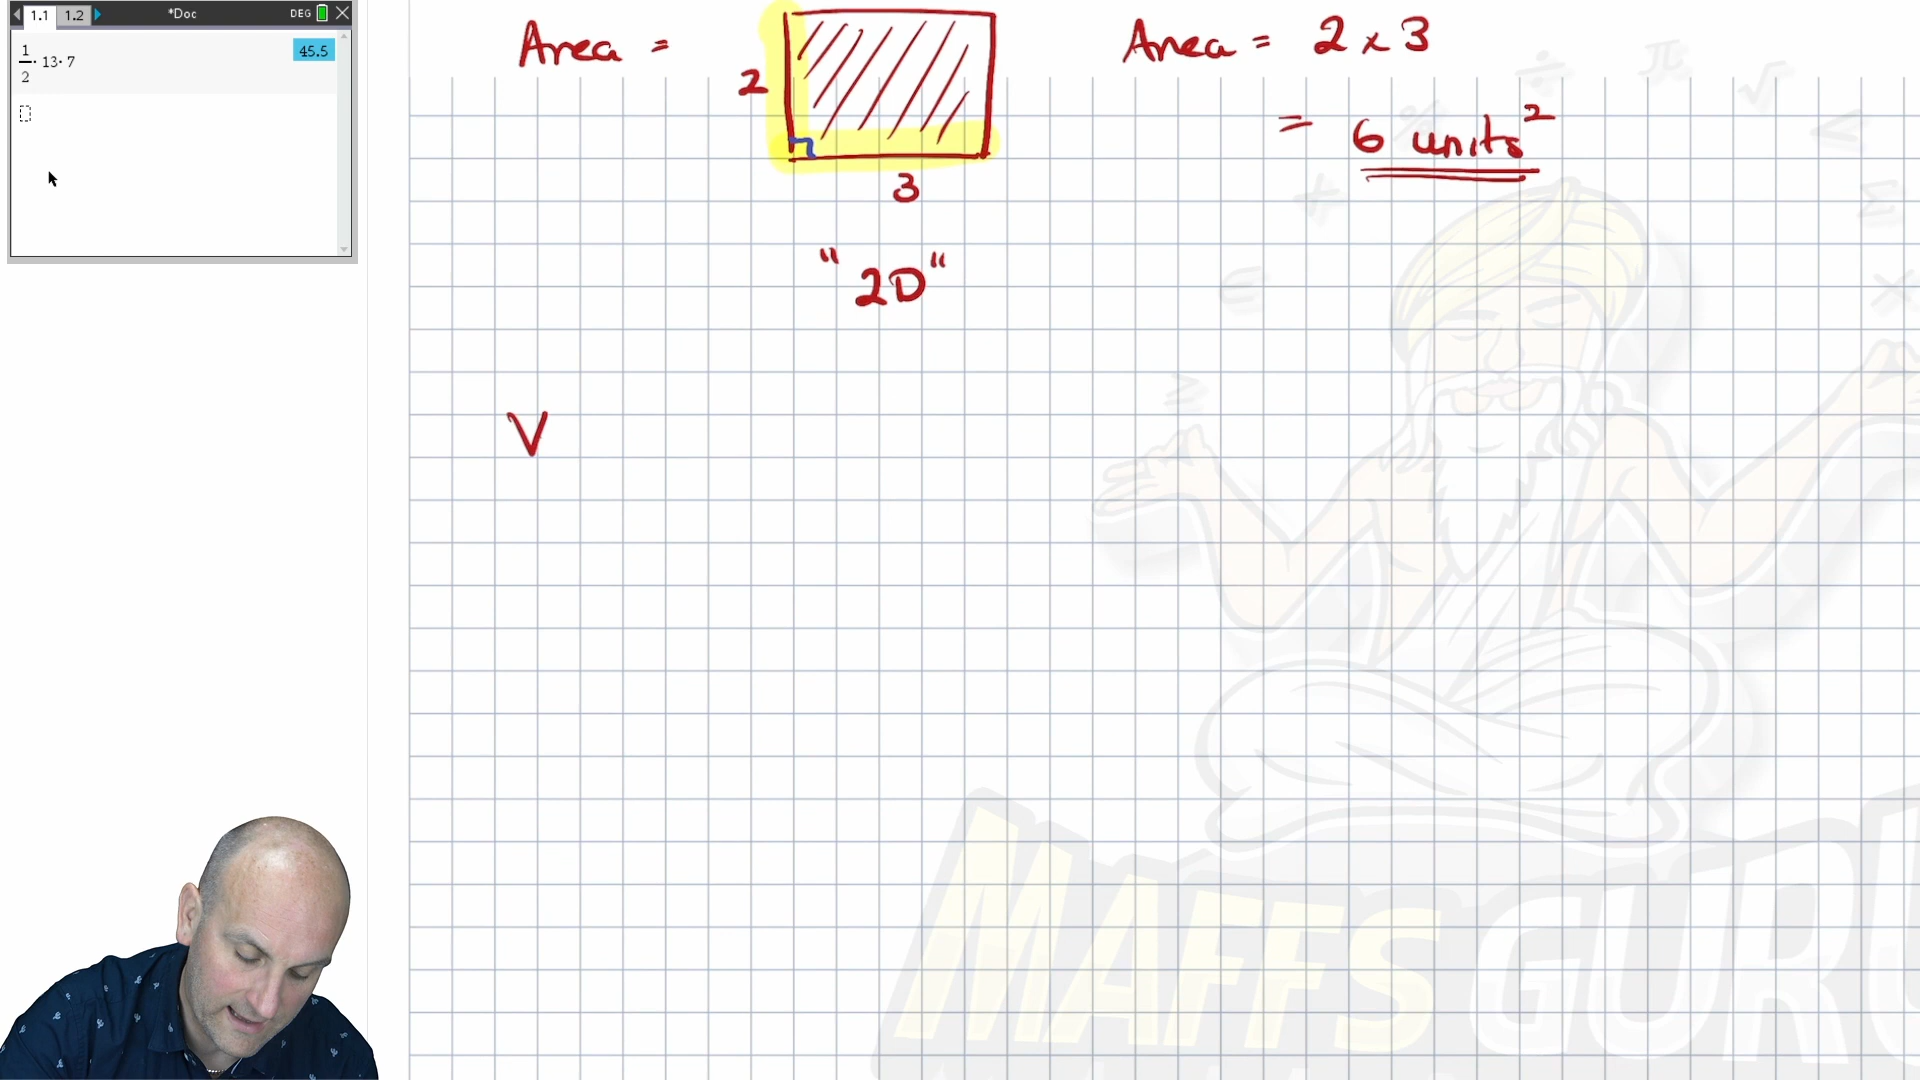 1.1 1.2 *Doc DEG
1/2 · 13 · 7 45.5
Area = 2 3
Area = 2 x 3
= 6 units²
"2D"
V
MAFFS GURU